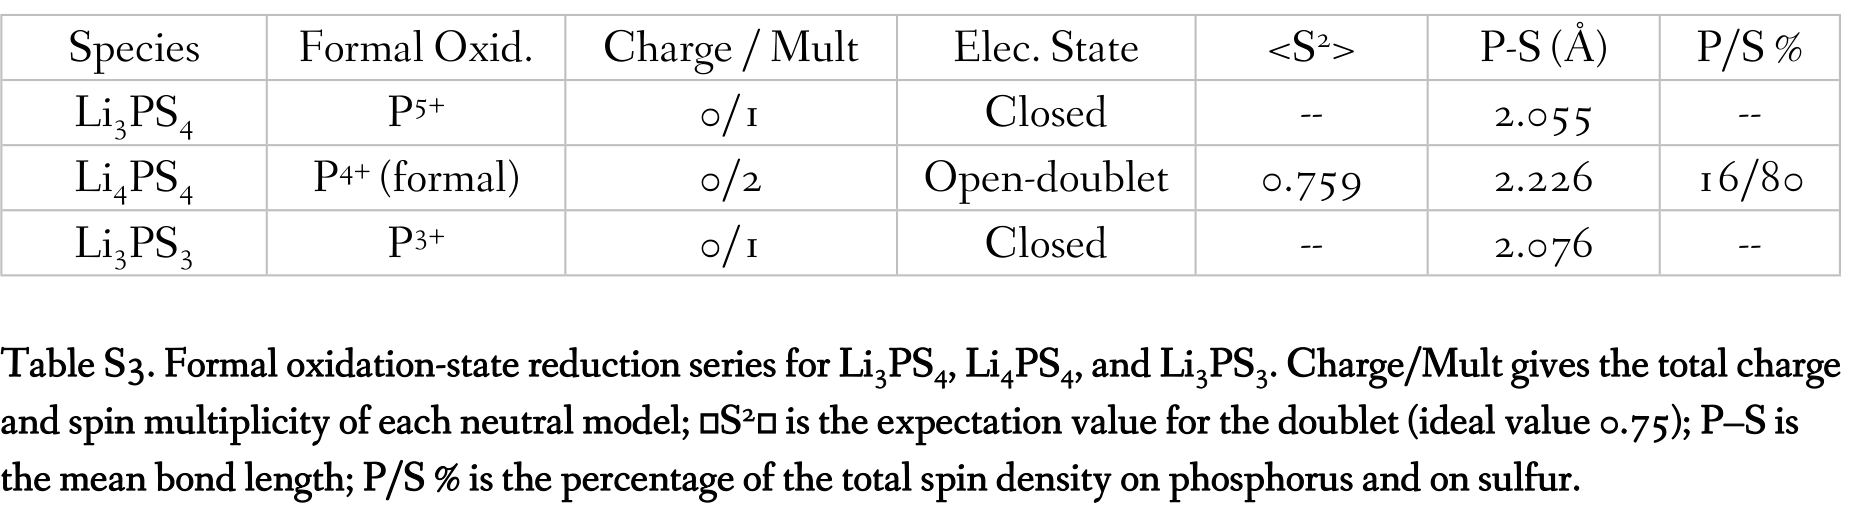 Species Formal Oxid. Charge / Mult Elec. State <S²> P-S (Å) P/S %
Li₃PS₄ P⁵⁺ 0/1 Closed -- 2.055 --
Li₄PS₄ P⁴⁺ (formal) 0/2 Open-doublet 0.759 2.226 16/80
Li₃PS₃ P³⁺ 0/1 Closed -- 2.076 --
Table S3. Formal oxidation-state reduction series for Li₃PS₄, Li₄PS₄, and Li₃PS₃. Charge/Mult gives the total charge
and spin multiplicity of each neutral model; □S²□ is the expectation value for the doublet (ideal value 0.75); P–S is
the mean bond length; P/S % is the percentage of the total spin density on phosphorus and on sulfur.